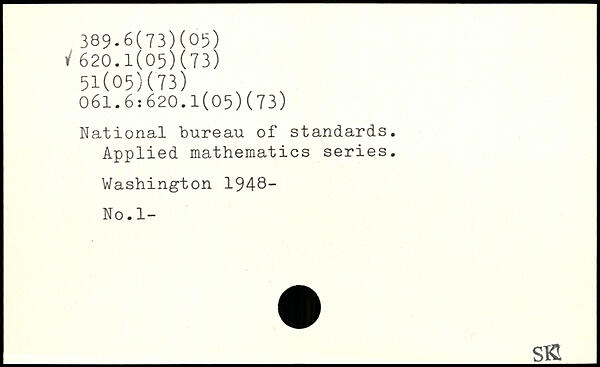 389.6(73)(05)
✓ 620.1(05)(73)
51(05)(73)
061.6:620.1(05)(73)
National bureau of standards.
Applied mathematics series.
Washington 1948-
No.1-